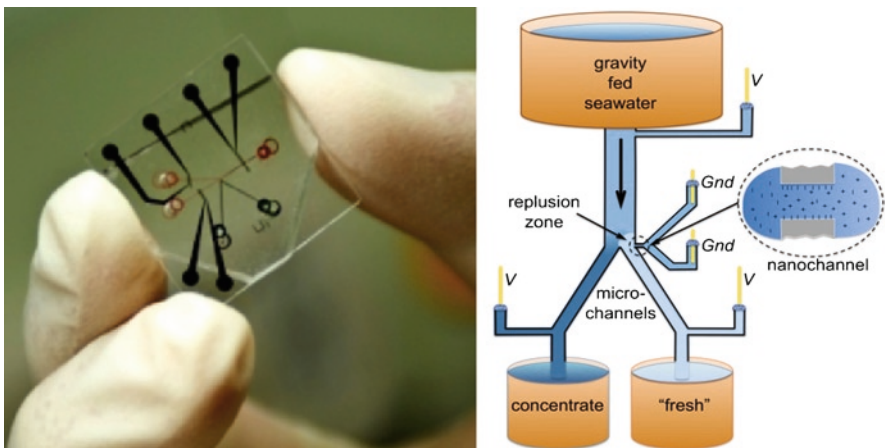 gravity
fed
seawater
V
Gnd
replusion
zone
Gnd
nanochannel
V
micro-
channels
V
concentrate
"fresh"